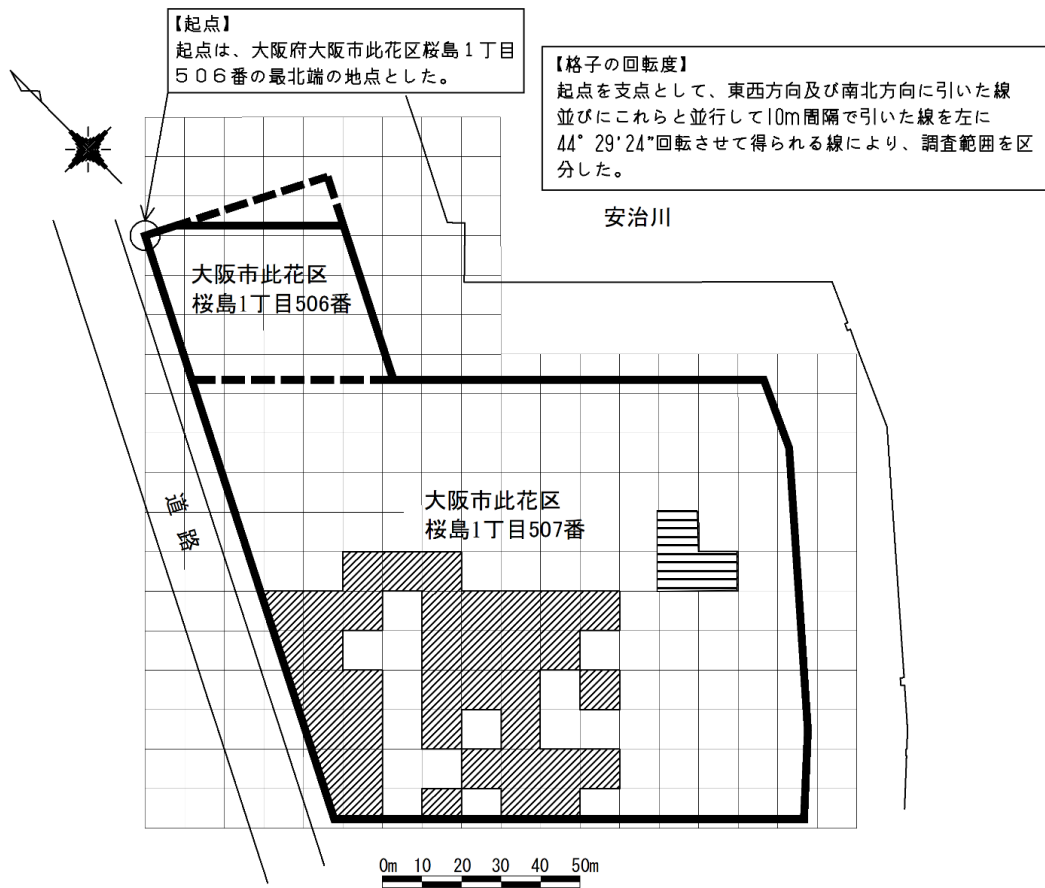 【起点】
起点は、大阪府大阪市此花区桜島１丁目
５０６番の最北端の地点とした。
【格子の回転度】
起点を支点として、東西方向及び南北方向に引いた線
並びにこれらと並行して10m間隔で引いた線を左に
44°29'24"回転させて得られる線により、調査範囲を区
分した。
安治川
大阪市此花区
桜島1丁目506番
大阪市此花区
桜島1丁目507番
道路
0m 10 20 30 40 50m